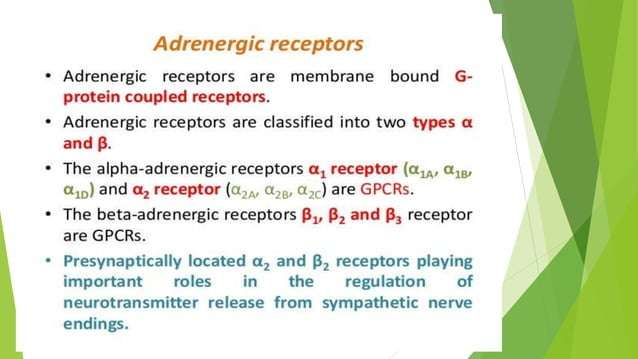 Adrenergic receptors
• Adrenergic receptors are membrane bound G-
protein coupled receptors.
• Adrenergic receptors are classified into two types α
and β.
• The alpha-adrenergic receptors α₁ receptor (α₁A, α₁B,
α₁D) and α₂ receptor (α₂A, α₂B, α₂C) are GPCRs.
• The beta-adrenergic receptors β₁, β₂ and β₃ receptor
are GPCRs.
• Presynaptically located α₂ and β₂ receptors playing
important roles in the regulation of
neurotransmitter release from sympathetic nerve
endings.